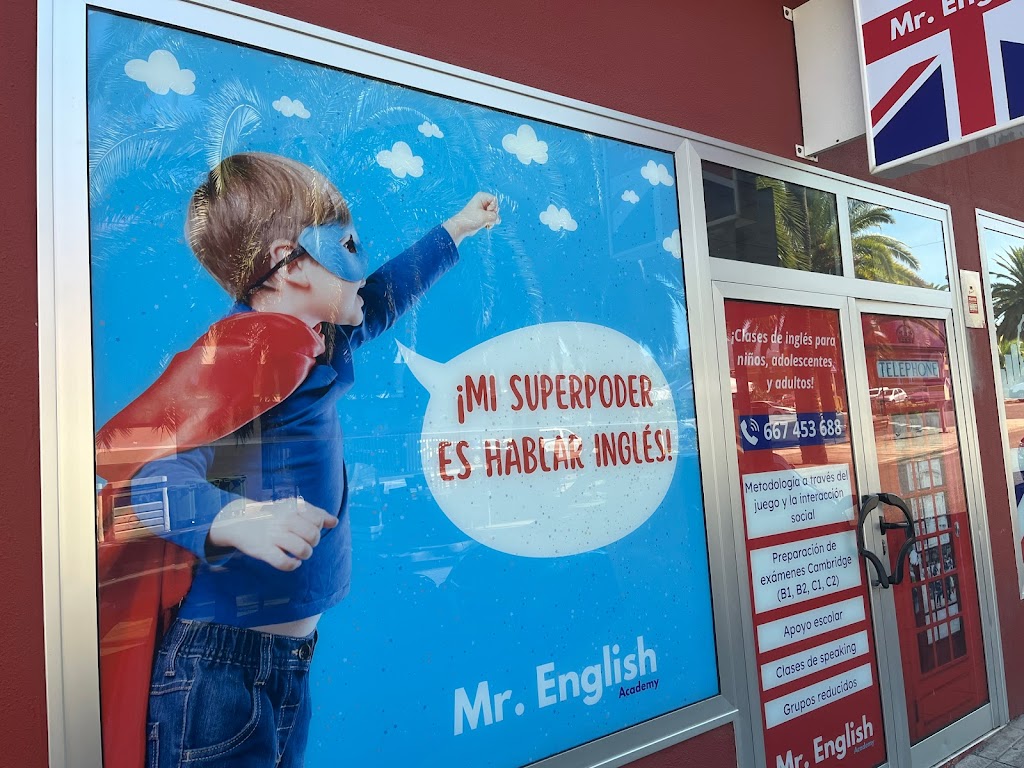 ¡MI SUPERPODER
ES HABLAR INGLÉS!
Mr. English
Academy
Mr.
¡Clases de inglés para
niños, adolescentes
y adultos!
667 453 688
Metodología a través del
juego y la interacción
social
Preparación de
exámenes Cambridge
(B1, B2, C1, C2)
Apoyo escolar
Clases de speaking
Grupos reducidos
Mr. English
Academy
TELEPHONE